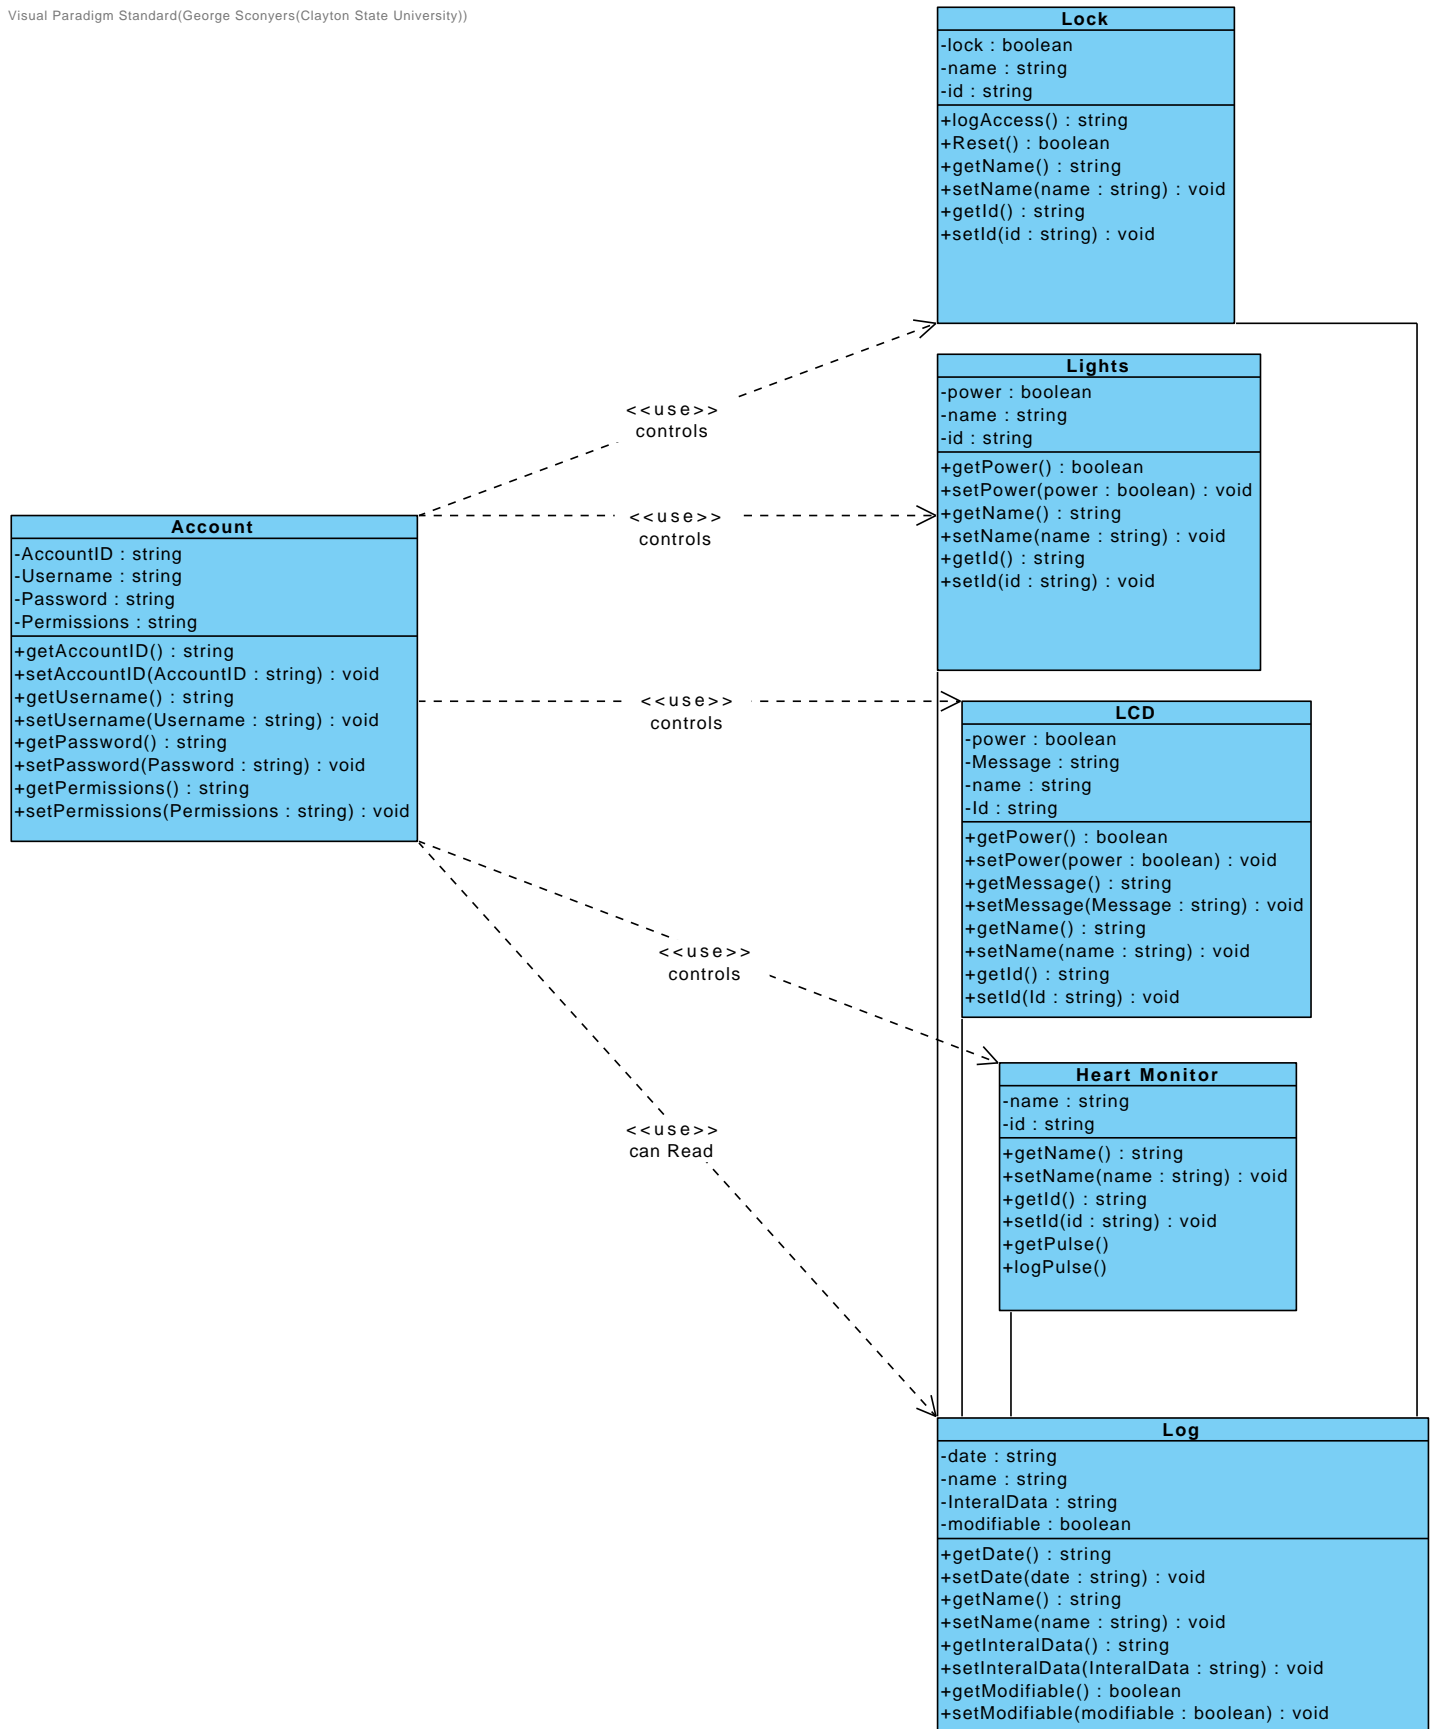 Visual Paradigm Standard(George Sconyers(Clayton State University))
Lock
-lock : boolean
-name : string
-id : string
+logAccess() : string
+Reset() : boolean
+getName() : string
+setName(name : string) : void
+getId() : string
+setId(id : string) : void
<<use>>
controls
Lights
-power : boolean
-name : string
-id : string
+getPower() : boolean
+setPower(power : boolean) : void
+getName() : string
+setName(name : string) : void
+getId() : string
+setId(id : string) : void
<<use>>
controls
Account
-AccountID : string
-Username : string
-Password : string
-Permissions : string
+getAccountID() : string
+setAccountID(AccountID : string) : void
+getUsername() : string
+setUsername(Username : string) : void
+getPassword() : string
+setPassword(Password : string) : void
+getPermissions() : string
+setPermissions(Permissions : string) : void
<<use>>
controls
LCD
-power : boolean
-Message : string
-name : string
-Id : string
+getPower() : boolean
+setPower(power : boolean) : void
+getMessage() : string
+setMessage(Message : string) : void
+getName() : string
+setName(name : string) : void
+getId() : string
+setId(Id : string) : void
<<use>>
controls
Heart Monitor
-name : string
-id : string
+getName() : string
+setName(name : string) : void
+getId() : string
+setId(id : string) : void
+getPulse()
+logPulse()
<<use>>
can Read
Log
-date : string
-name : string
-InteralData : string
-modifiable : boolean
+getDate() : string
+setDate(date : string) : void
+getName() : string
+setName(name : string) : void
+getInteralData() : string
+setInteralData(InteralData : string) : void
+getModifiable() : boolean
+setModifiable(modifiable : boolean) : void